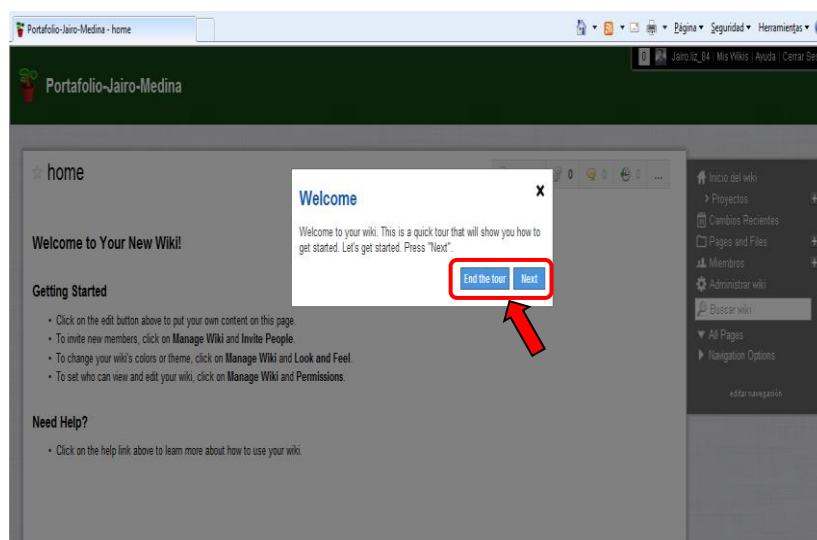 Portafolio-Jairo-Medina - home
Página Seguridad Herramientas
0 Jairo.liz_84 | Mis Wikis | Ayuda | Cerrar Se
Portafolio-Jairo-Medina
home
0 0 0 ...
Welcome X
Welcome to your wiki. This is a quick tour that will show you how to
get started. Let's get started. Press "Next".
End the tour Next
Welcome to Your New Wiki!
Getting Started
• Click on the edit button above to put your own content on this page.
• To invite new members, click on Manage Wiki and Invite People.
• To change your wiki's colors or theme, click on Manage Wiki and Look and Feel.
• To set who can view and edit your wiki, click on Manage Wiki and Permissions.
Need Help?
• Click on the help link above to learn more about how to use your wiki.
Inicio del wiki
Proyectos
Cambios Recientes
Pages and Files
Miembros
Administrar wiki
Buscar wiki
All Pages
Navigation Options
editar navegación